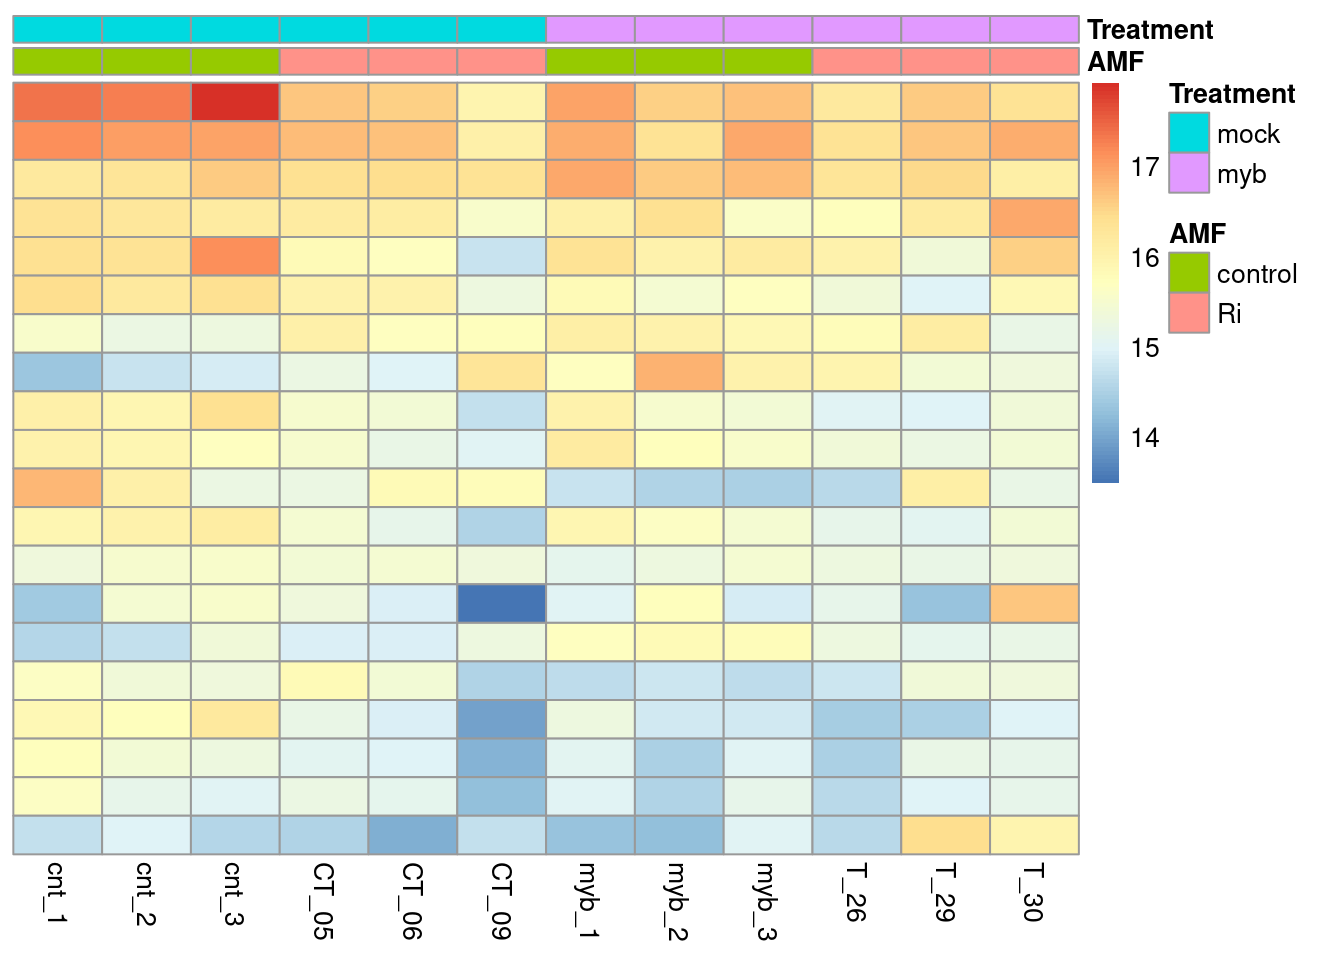 Treatment
AMF
Treatment
mock
myb
AMF
control
Ri
17
16
15
14
cnt_1
cnt_2
cnt_3
CT_05
CT_06
CT_09
myb_1
myb_2
myb_3
T_26
T_29
T_30